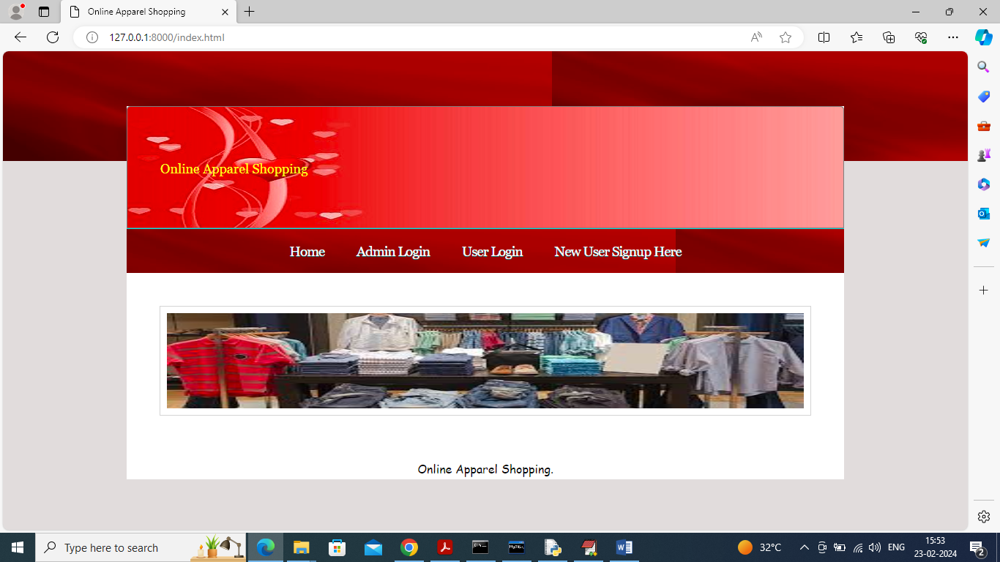 Online Apparel Shopping
127.0.0.1:8000/index.html
Online Apparel Shopping
Home Admin Login User Login New User Signup Here
Online Apparel Shopping.
Type here to search
32°C
ENG
15:53
23-02-2024
2